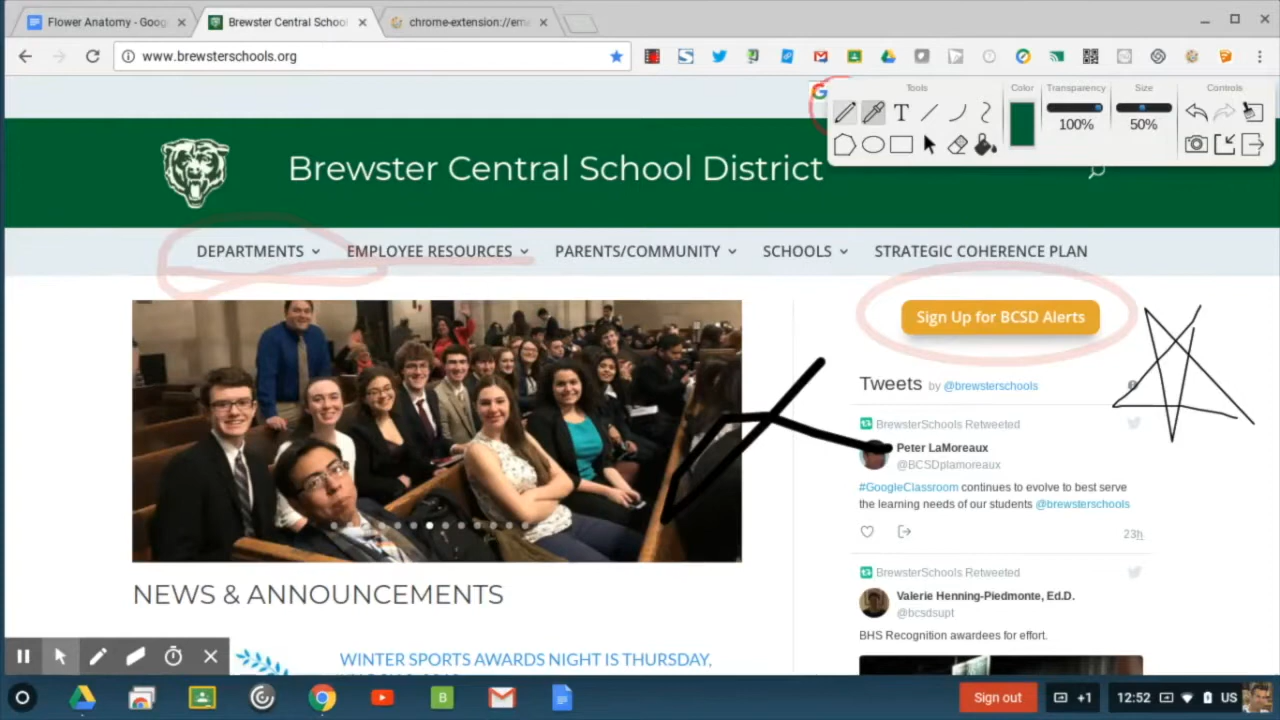 Flower Anatomy - Goog
Brewster Central School
chrome-extension://eme
www.brewsterschools.org
Tools
Color
Transparency
Size
Controls
T
100%
50%
Brewster Central School District
DEPARTMENTS
EMPLOYEE RESOURCES
PARENTS/COMMUNITY
SCHOOLS
STRATEGIC COHERENCE PLAN
Sign Up for BCSD Alerts
Tweets by @brewsterschools
BrewsterSchools Retweeted
Peter LaMoreaux
@BCSDplamoreaux
#GoogleClassroom continues to evolve to best serve
the learning needs of our students @brewsterschools
23h
BrewsterSchools Retweeted
Valerie Henning-Piedmonte, Ed.D.
@bcsdsupt
BHS Recognition awardees for effort.
NEWS & ANNOUNCEMENTS
WINTER SPORTS AWARDS NIGHT IS THURSDAY,
Sign out
+1
12:52
US